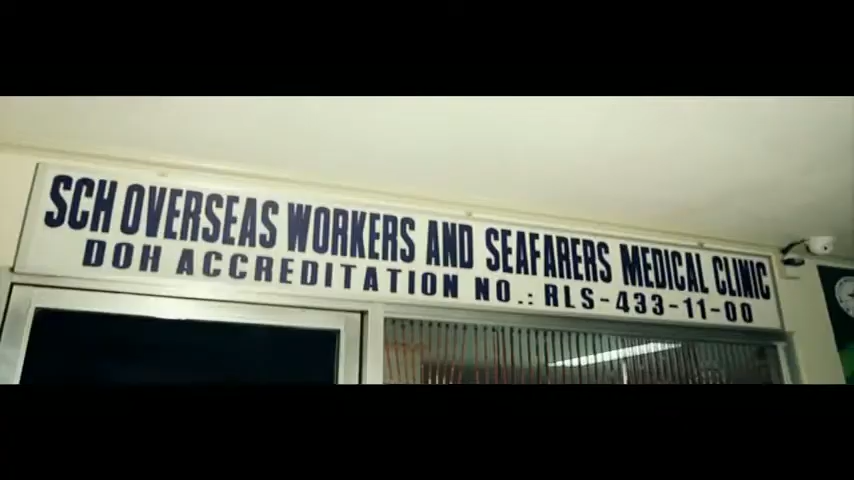 SCH OVERSEAS WORKERS AND SEAFARERS MEDICAL CLINIC
DOH ACCREDITATION NO.: RLS-433-11-00